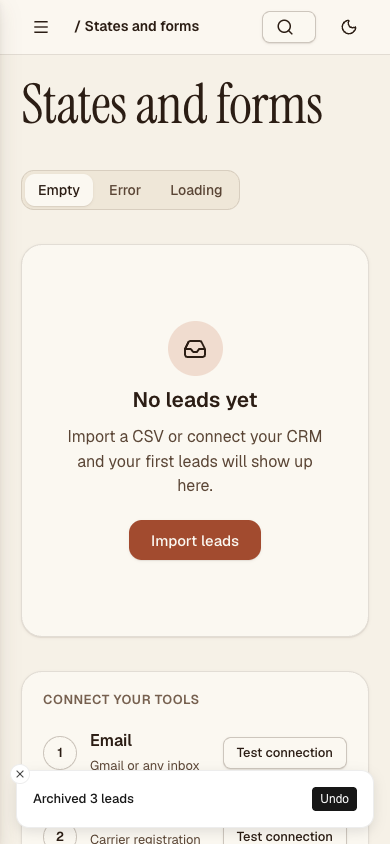 / States and forms
States and forms
Empty Error Loading
No leads yet
Import a CSV or connect your CRM
and your first leads will show up
here.
Import leads
CONNECT YOUR TOOLS
1 Email Test connection
Gmail or any inbox
Archived 3 leads Undo
2 Carrier registration Test connection